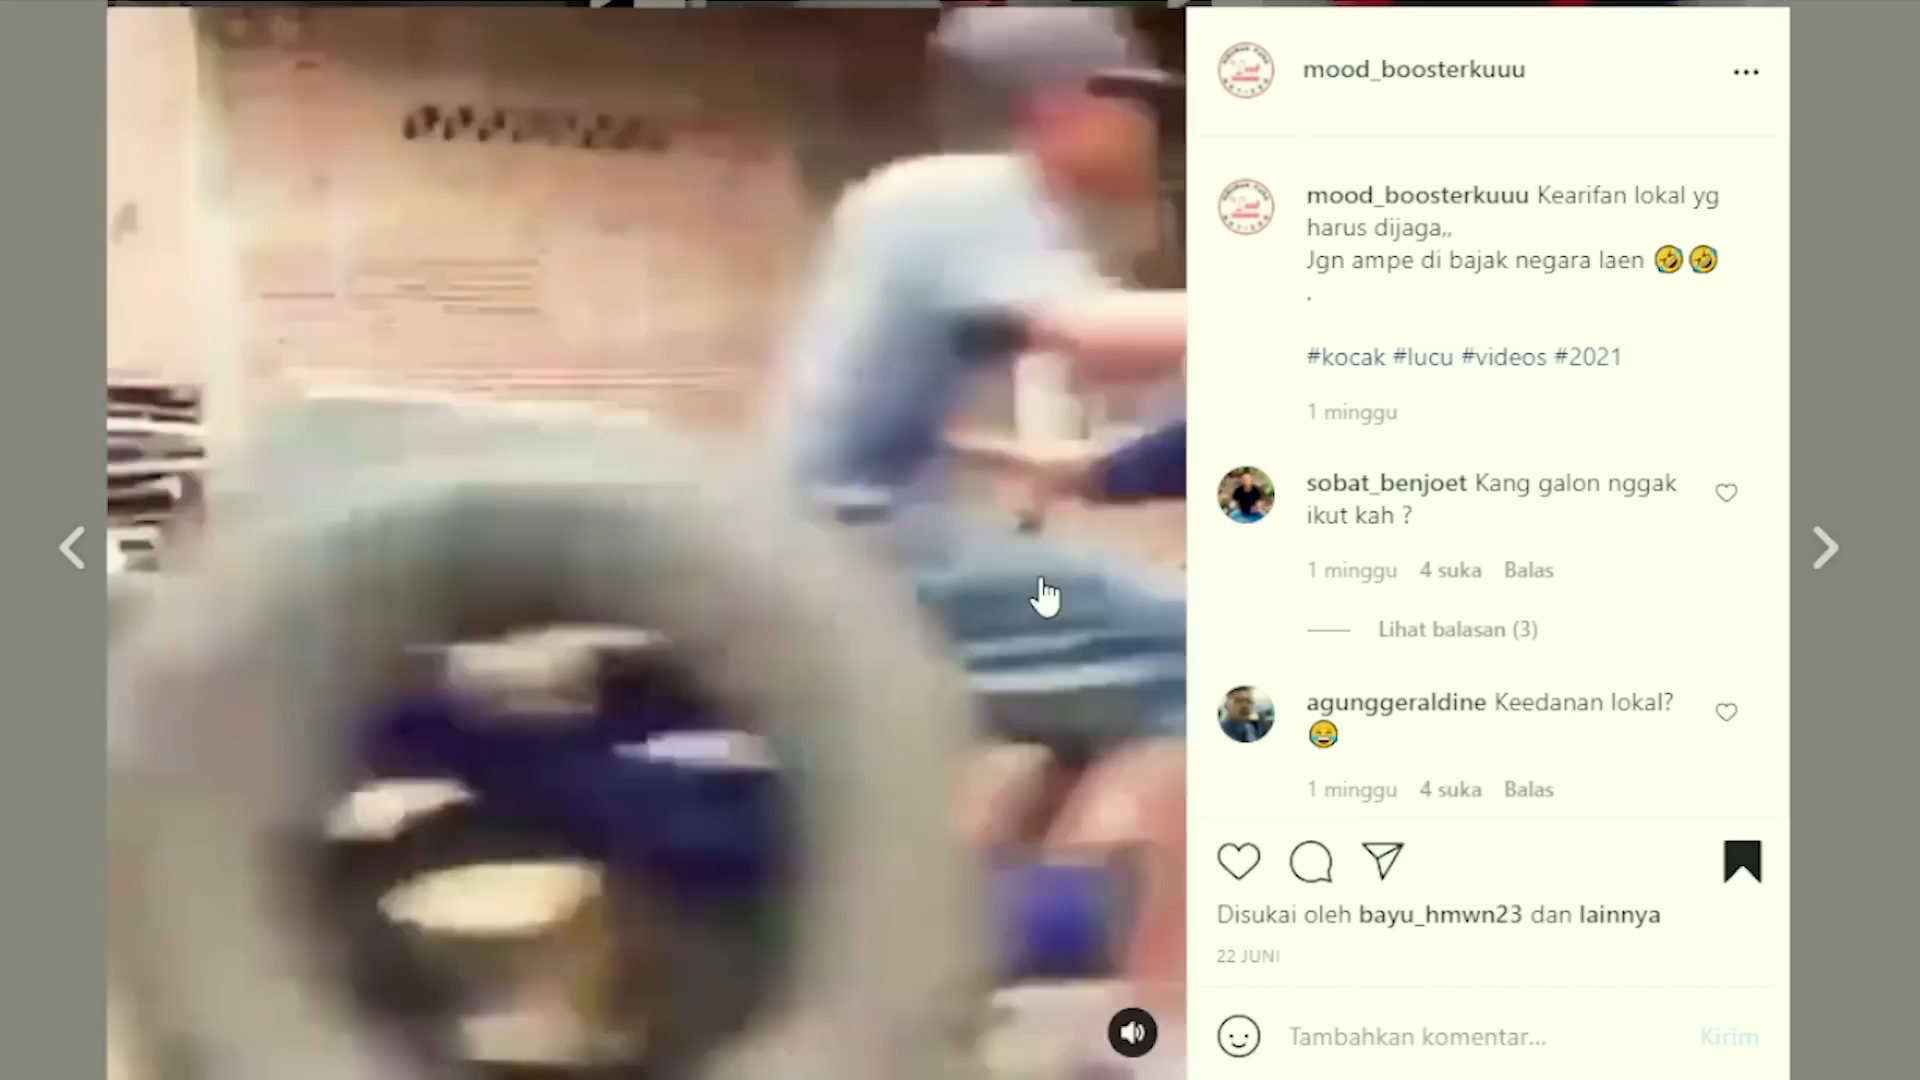 mood_boosterkuuu
mood_boosterkuuu Kearifan lokal yg
harus dijaga,,
Jgn ampe di bajak negara laen 🤣🤣
.
#kocak #lucu #videos #2021
1 minggu
sobat_benjoet Kang galon nggak
ikut kah ?
1 minggu 4 suka Balas
Lihat balasan (3)
agunggeraldine Keedanan lokal?
😂
1 minggu 4 suka Balas
Disukai oleh bayu_hmwn23 dan lainnya
22 JUNI
Tambahkan komentar... Kirim